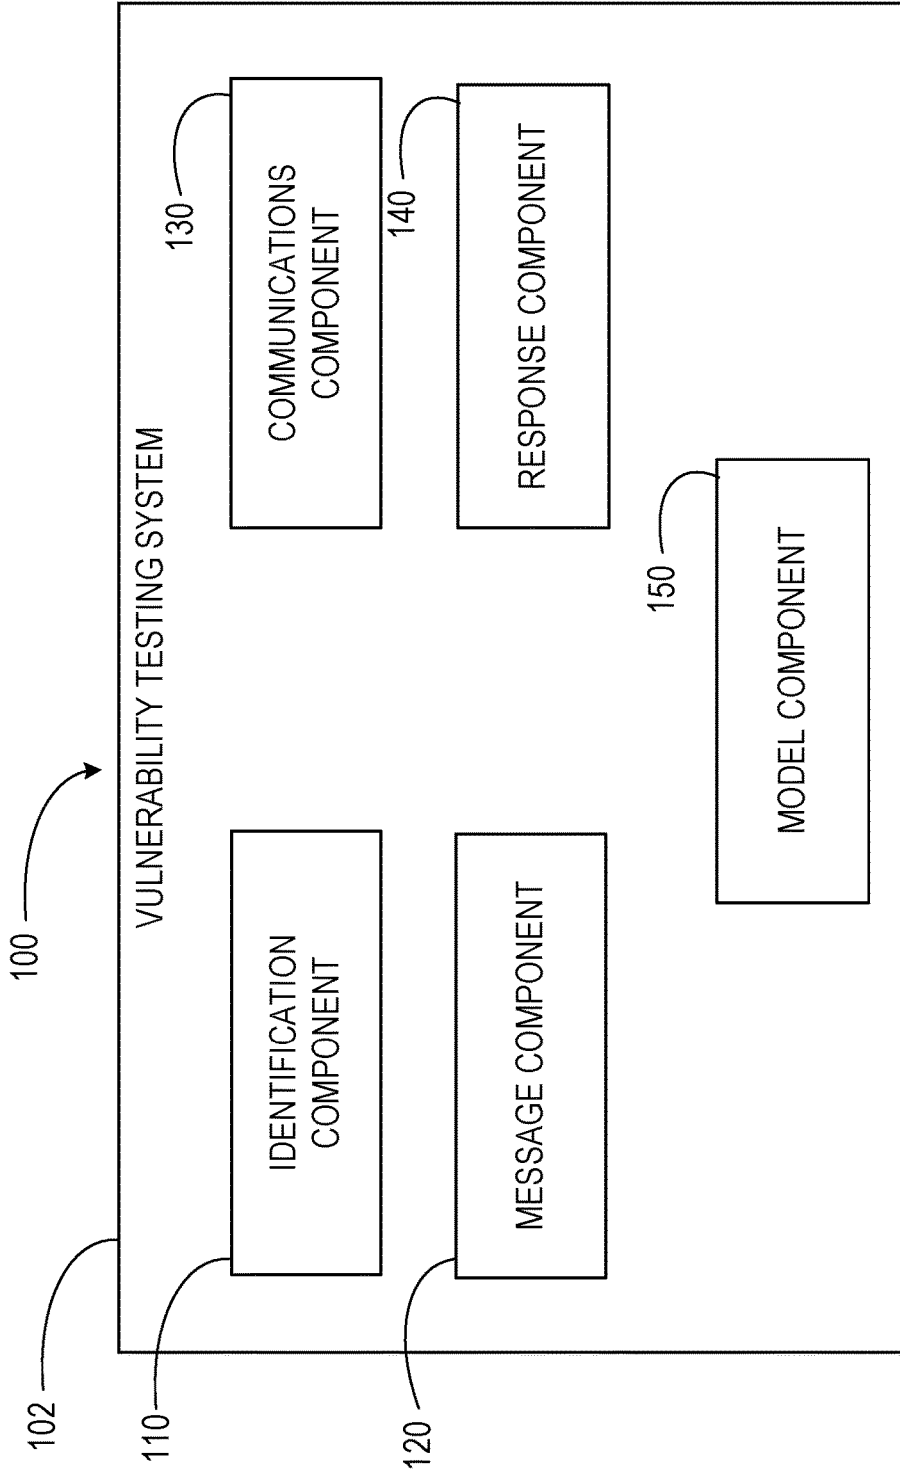 100
102
VULNERABILITY TESTING SYSTEM
110
IDENTIFICATION
COMPONENT
130
COMMUNICATIONS
COMPONENT
120
MESSAGE COMPONENT
140
RESPONSE COMPONENT
150
MODEL COMPONENT